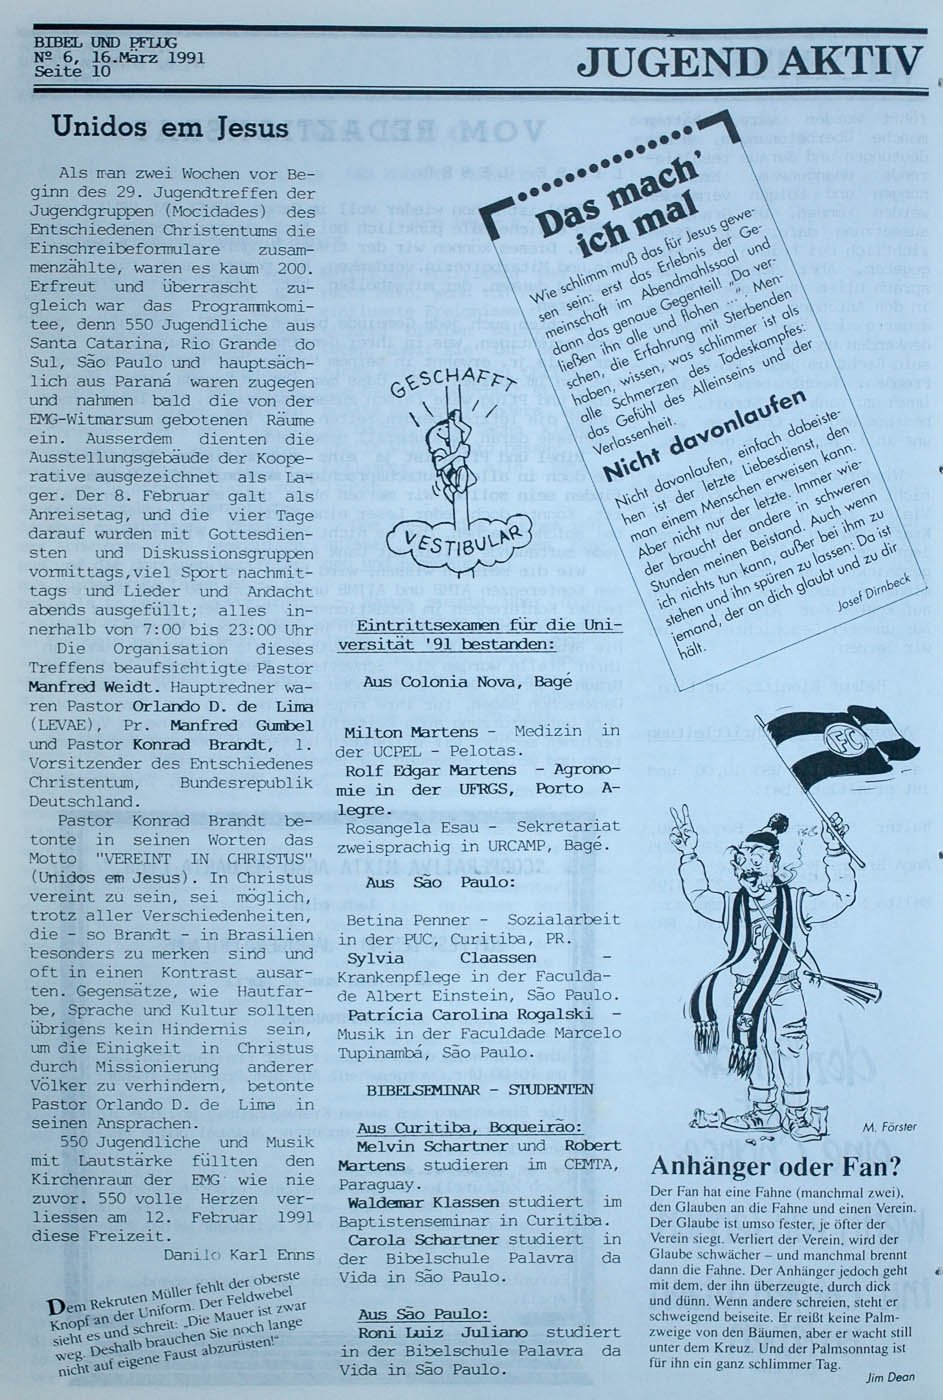 BIBEL UND PFLUG
Nº 6, 16.März 1991
Seite 10
JUGEND AKTIV
Unidos em Jesus
Als man zwei Wochen vor Be-
ginn des 29. Jugendtreffen der
Jugendgruppen (Mocidades) des
Entschiedenen Christentums die
Einschreibeformulare zusam-
menzählte, waren es kaum 200.
Erfreut und überrascht zu-
gleich war das Programmkomi-
tee, denn 550 Jugendliche aus
Santa Catarina, Rio Grande do
Sul, São Paulo und hauptsäch-
lich aus Paraná waren zugegen
und nahmen bald die von der
EMG-Witmarsum gebotenen Räume
ein. Ausserdem dienten die
Ausstellungsgebäude der Koope-
rative ausgezeichnet als La-
ger. Der 8. Februar galt als
Anreisetag, und die vier Tage
darauf wurden mit Gottesdien-
sten und Diskussionsgruppen
vormittags,viel Sport nachmit-
tags und Lieder und Andacht
abends ausgefüllt; alles in-
nerhalb von 7:00 bis 23:00 Uhr
Die Organisation dieses
Treffens beaufsichtigte Pastor
Manfred Weidt. Hauptredner wa-
ren Pastor Orlando D. de Lima
(LEVAE), Pr. Manfred Gumbel
und Pastor Konrad Brandt, 1.
Vorsitzender des Entschiedenes
Christentum, Bundesrepublik
Deutschland.
Pastor Konrad Brandt be-
tonte in seinen Worten das
Motto "VEREINT IN CHRISTUS"
(Unidos em Jesus). In Christus
vereint zu sein, sei möglich,
trotz aller Verschiedenheiten,
die - so Brandt - in Brasilien
besonders zu merken sind und
oft in einen Kontrast ausar-
ten. Gegensätze, wie Hautfar-
be, Sprache und Kultur sollten
übrigens kein Hindernis sein,
um die Einigkeit in Christus
durch Missionierung anderer
Völker zu verhindern, betonte
Pastor Orlando D. de Lima in
seinen Ansprachen.
550 Jugendliche und Musik
mit Lautstärke füllten den
Kirchenraum der EMG wie nie
zuvor. 550 volle Herzen ver-
liessen am 12. Februar 1991
diese Freizeit.
Danilo Karl Enns
Dem Rekruten Müller fehlt der oberste
Knopf an der Uniform. Der Feldwebel
sieht es und schreit: „Die Mauer ist zwar
weg. Deshalb brauchen Sie noch lange
nicht auf eigene Faust abzurüsten!"
GESCHAFFT
VESTIBULAR
Eintrittsexamen für die Uni-
versität '91 bestanden:
Aus Colonia Nova, Bagé
Milton Martens - Medizin in
der UCPEL - Pelotas.
Rolf Edgar Martens - Agrono-
mie in der UFRGS, Porto A-
legre.
Rosangela Esau - Sekretariat
zweisprachig in URCAMP, Bagé.
Aus São Paulo:
Betina Penner - Sozialarbeit
in der PUC, Curitiba, PR.
Sylvia Claassen -
Krankenpflege in der Faculda-
de Albert Einstein, São Paulo.
Patrícia Carolina Rogalski -
Musik in der Faculdade Marcelo
Tupinambá, São Paulo.
BIBELSEMINAR - STUDENTEN
Aus Curitiba, Boqueirão:
Melvin Schartner und Robert
Martens studieren im CEMTA,
Paraguay.
Waldemar Klassen studiert im
Baptistenseminar in Curitiba.
Carola Schartner studiert in
der Bibelschule Palavra da
Vida in São Paulo.
Aus São Paulo:
Roni Luiz Juliano studiert
in der Bibelschule Palavra da
Vida in São Paulo.
Das mach'
ich mal
Wie schlimm muß das für Jesus gewe-
sen sein: erst das Erlebnis der Ge-
meinschaft im Abendmahlssaal und
dann das genaue Gegenteil! „Da ver-
ließen ihn alle und flohen ...". Men-
schen, die Erfahrung mit Sterbenden
haben, wissen, was schlimmer ist als
alle Schmerzen des Todeskampfes:
das Gefühl des Alleinseins und der
Verlassenheit.
Nicht davonlaufen
Nicht davonlaufen, einfach dabeiste-
hen ist der letzte Liebesdienst, den
man einem Menschen erweisen kann.
Aber nicht nur der letzte. Immer wie-
der braucht der andere in schweren
Stunden meinen Beistand. Auch wenn
ich nichts tun kann, außer bei ihm zu
stehen und ihn spüren zu lassen: Da ist
jemand, der an dich glaubt und zu dir
hält.
Josef Dirnbeck
FC
FF
FC
M. Förster
Anhänger oder Fan?
Der Fan hat eine Fahne (manchmal zwei),
den Glauben an die Fahne und einen Verein.
Der Glaube ist umso fester, je öfter der
Verein siegt. Verliert der Verein, wird der
Glaube schwächer – und manchmal brennt
dann die Fahne. Der Anhänger jedoch geht
mit dem, der ihn überzeugte, durch dick
und dünn. Wenn andere schreien, steht er
schweigend beiseite. Er reißt keine Palm-
zweige von den Bäumen, aber er wacht still
unter dem Kreuz. Und der Palmsonntag ist
für ihn ein ganz schlimmer Tag.
Jim Dean